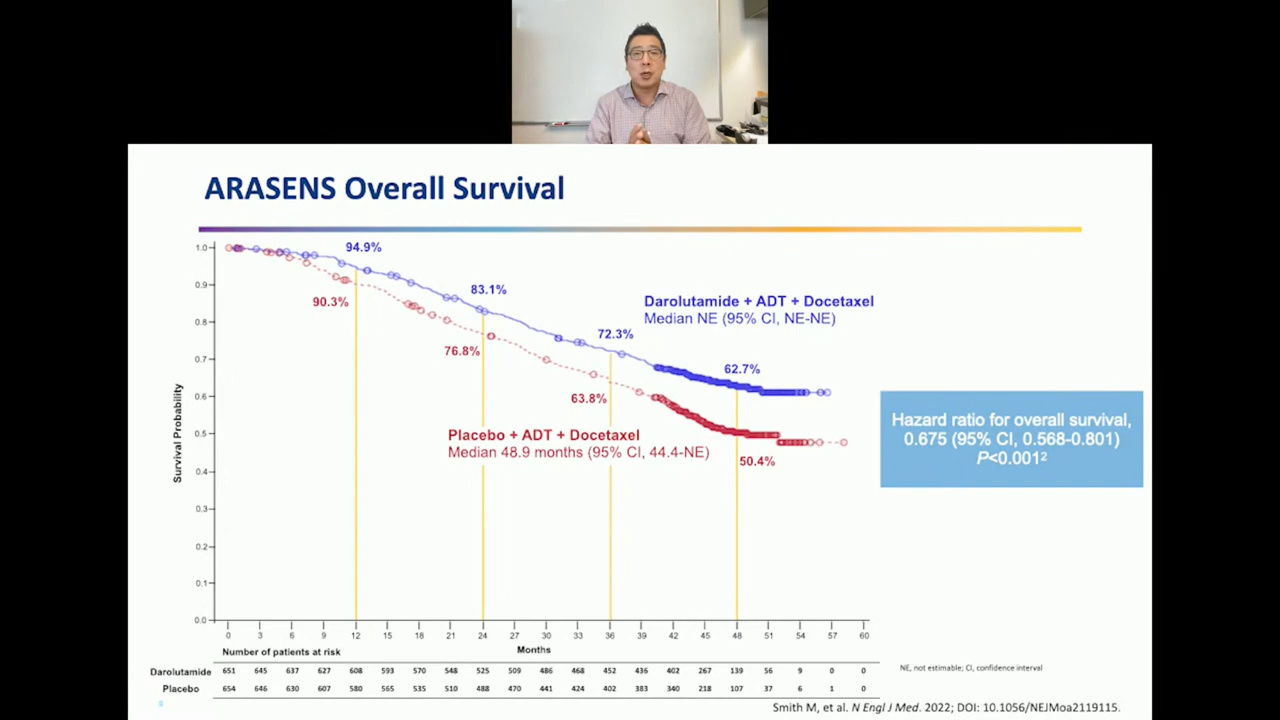 ARASENS Overall Survival
1.0
0.9
0.8
0.7
0.6
0.5
0.4
0.3
0.2
0.1
0.0
Survival Probability
94.9%
90.3%
83.1%
76.8%
72.3%
63.8%
62.7%
50.4%
Darolutamide + ADT + Docetaxel
Median NE (95% CI, NE-NE)
Placebo + ADT + Docetaxel
Median 48.9 months (95% CI, 44.4-NE)
Hazard ratio for overall survival,
0.675 (95% CI, 0.568-0.801)
P<0.001²
0 3 6 9 12 15 18 21 24 27 30 33 36 39 42 45 48 51 54 57 60
Number of patients at risk
Months
Darolutamide 651 645 637 627 608 593 570 548 525 509 486 468 452 436 402 267 139 56 9 0 0
Placebo 654 646 630 607 580 565 535 510 488 470 441 424 402 383 340 218 107 37 6 1 0
NE, not estimable; CI, confidence interval
Smith M, et al. N Engl J Med. 2022; DOI: 10.1056/NEJMoa2119115.